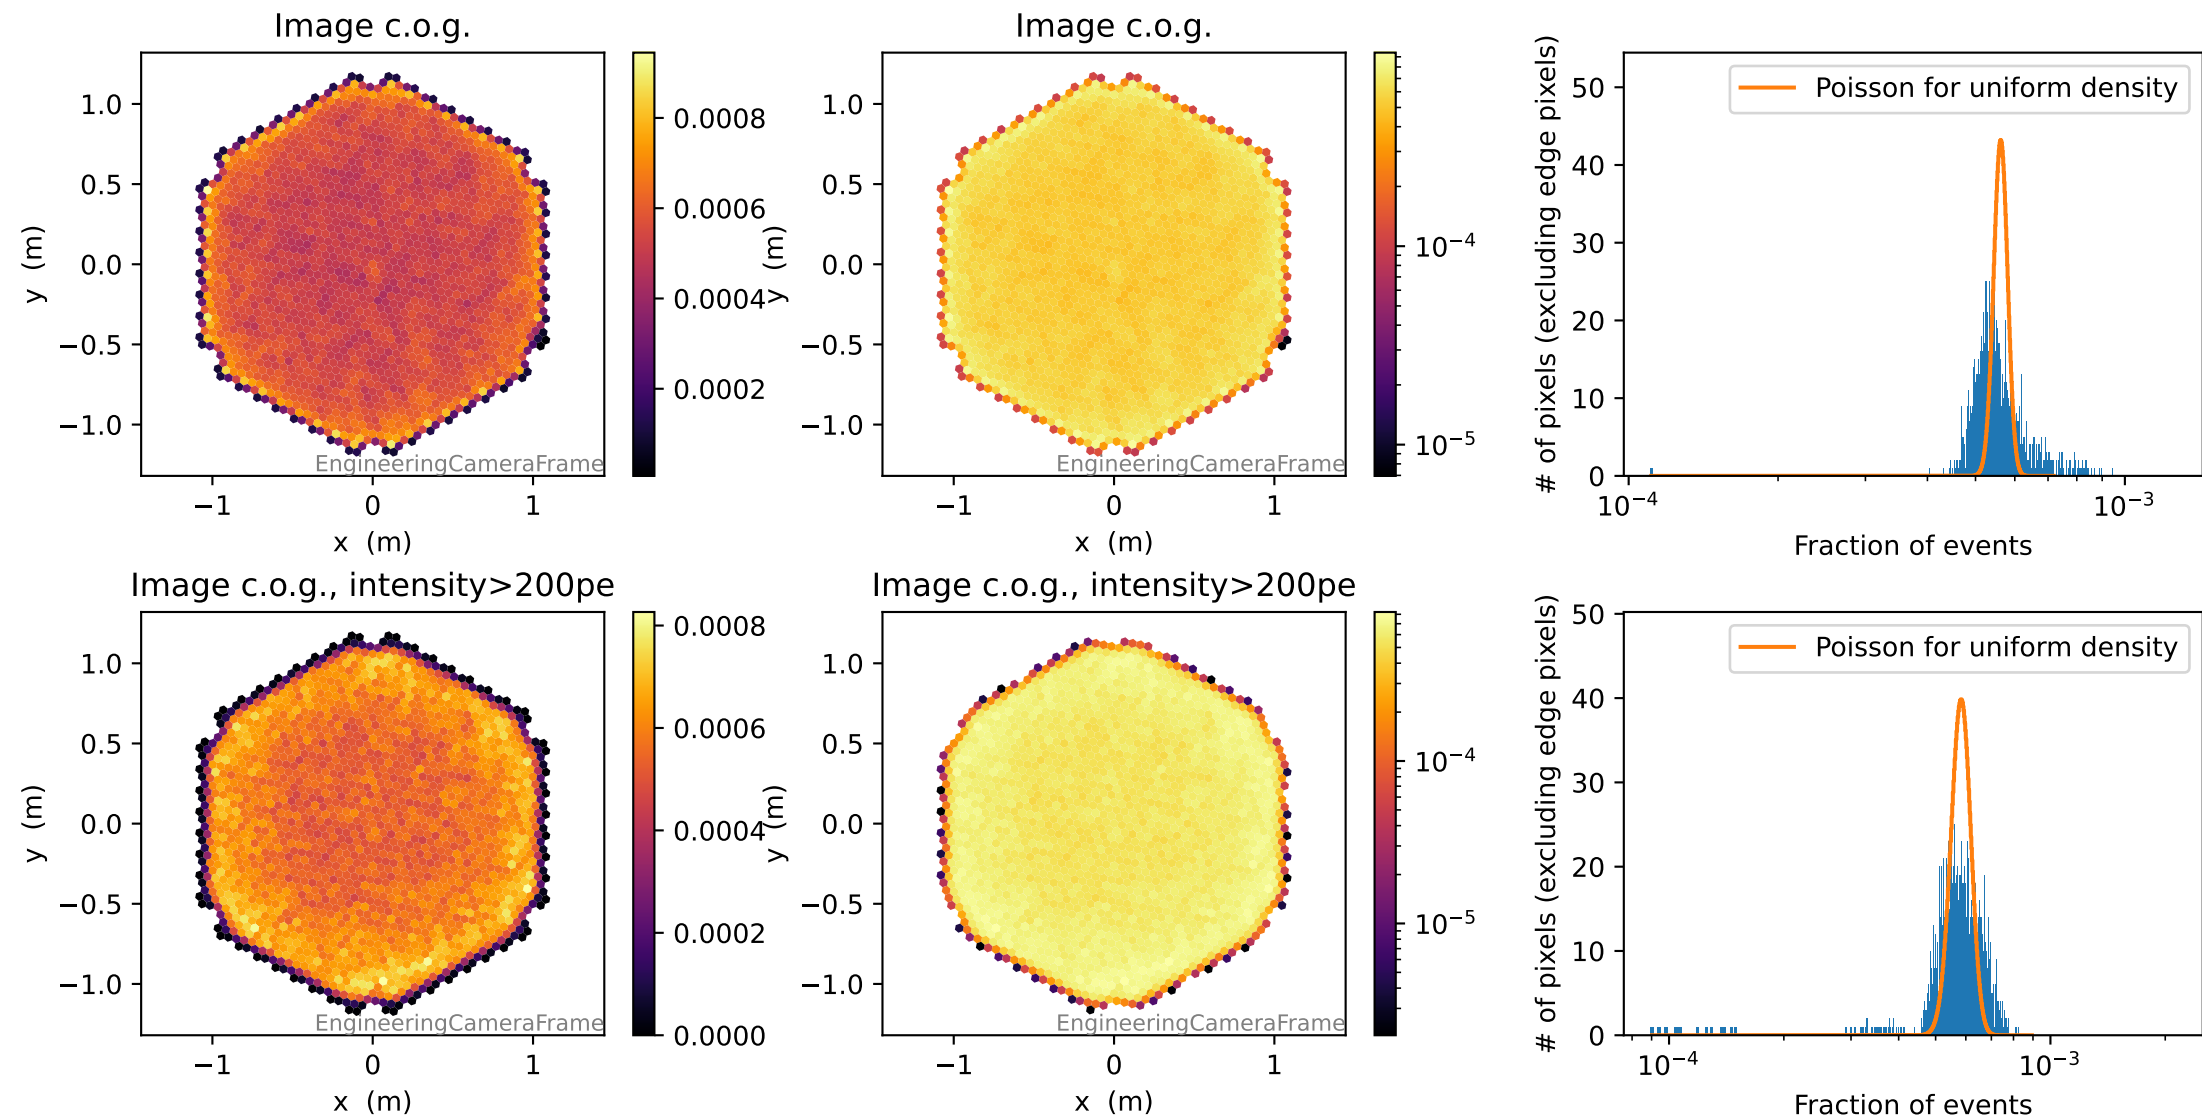 Image c.o.g.
y (m)
1.0
0.5
0.0
−0.5
−1.0
−1
0
1
x (m)
EngineeringCameraFrame
0.0008
0.0006
0.0004
0.0002
Image c.o.g.
y (m)
1.0
0.5
0.0
−0.5
−1.0
−1
0
1
x (m)
EngineeringCameraFrame
10⁻⁴
10⁻⁵
# of pixels (excluding edge pixels)
50
40
30
20
10
0
Poisson for uniform density
10⁻⁴
10⁻³
Fraction of events
Image c.o.g., intensity>200pe
y (m)
1.0
0.5
0.0
−0.5
−1.0
−1
0
1
x (m)
EngineeringCameraFrame
0.0008
0.0006
0.0004
0.0002
0.0000
Image c.o.g., intensity>200pe
y (m)
1.0
0.5
0.0
−0.5
−1.0
−1
0
1
x (m)
EngineeringCameraFrame
10⁻⁴
10⁻�5
# of pixels (excluding edge pixels)
50
40
30
20
10
0
Poisson for uniform density
10⁻⁴
10⁻³
Fraction of events